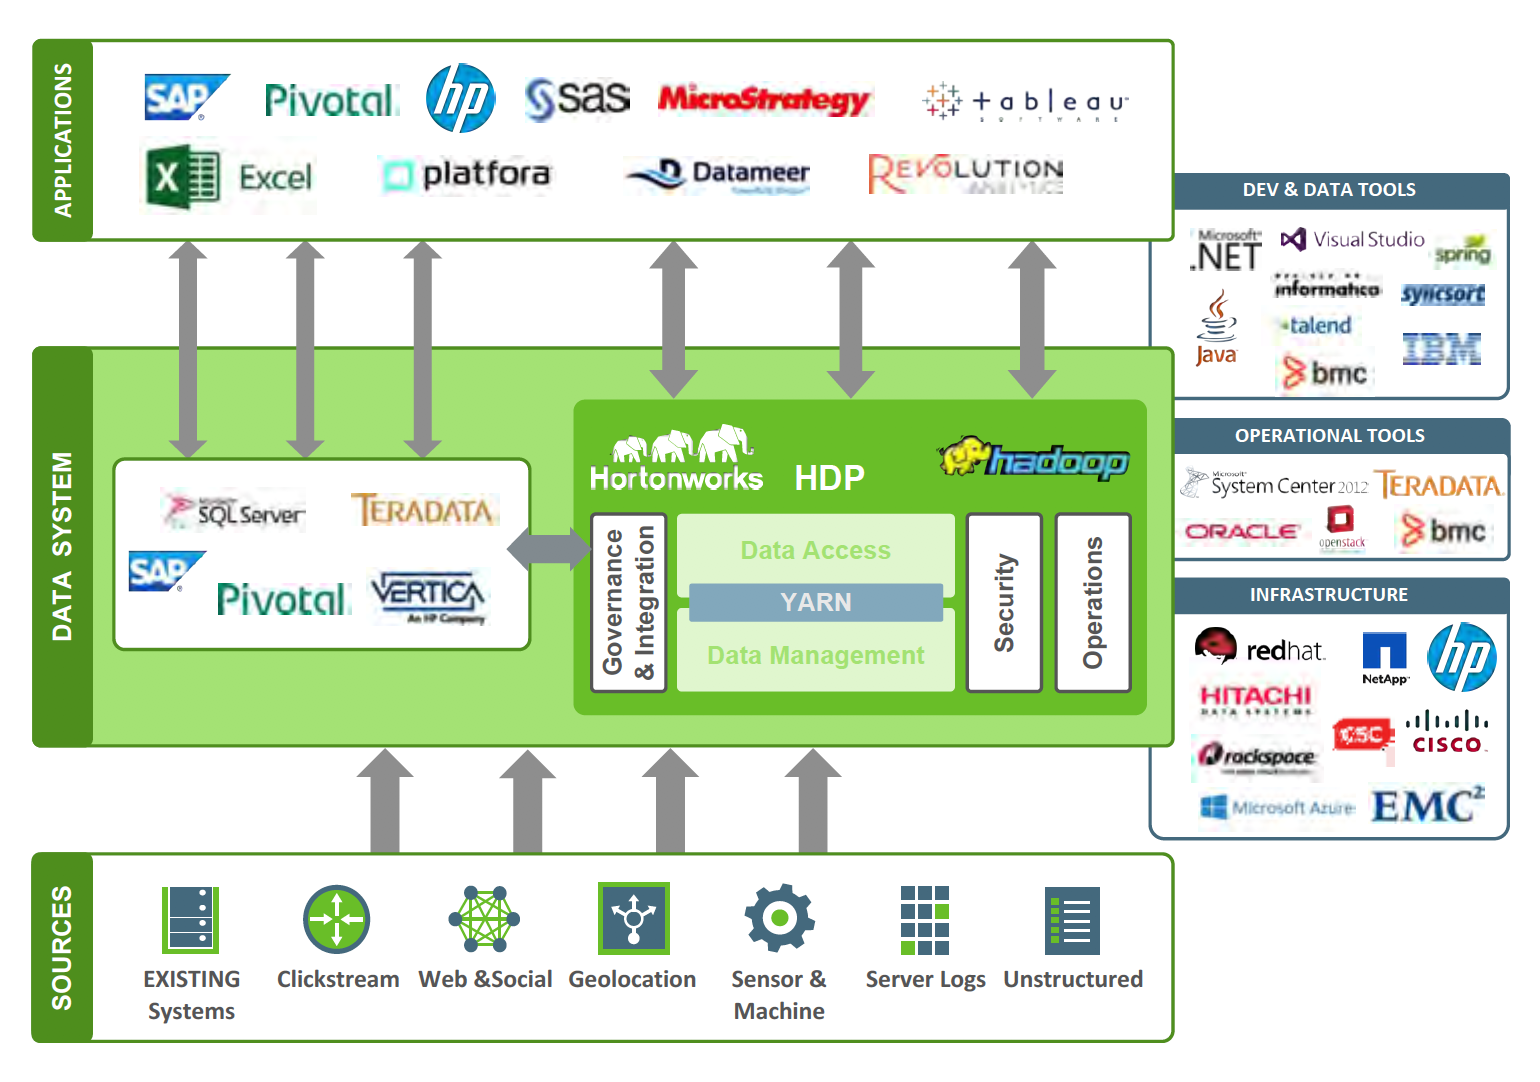 APPLICATIONS
SAP
Pivotal
hp
sas
MicroStrategy
+ableau
SOFTWARE
X Excel
platfora
Datameer
REVOLUTION
ANALYTICS
DEV & DATA TOOLS
Microsoft
.NET
Visual Studio
spring
informatica
syncsort
Java
talend
IBM
bmc
DATA SYSTEM
SQL Server
TERADATA
SAP
Pivotal
VERTICA
An HP Company
Hortonworks
HDP
hadoop
Governance
& Integration
Data Access
YARN
Data Management
Security
Operations
OPERATIONAL TOOLS
Microsoft
System Center 2012
TERADATA
ORACLE
openstack
bmc
INFRASTRUCTURE
redhat
NetApp
hp
HITACHI
DATA SYSTEMS
CSC
CISCO
rackspace
Microsoft Azure
EMC2
SOURCES
EXISTING
Systems
Clickstream
Web &Social
Geolocation
Sensor &
Machine
Server Logs
Unstructured